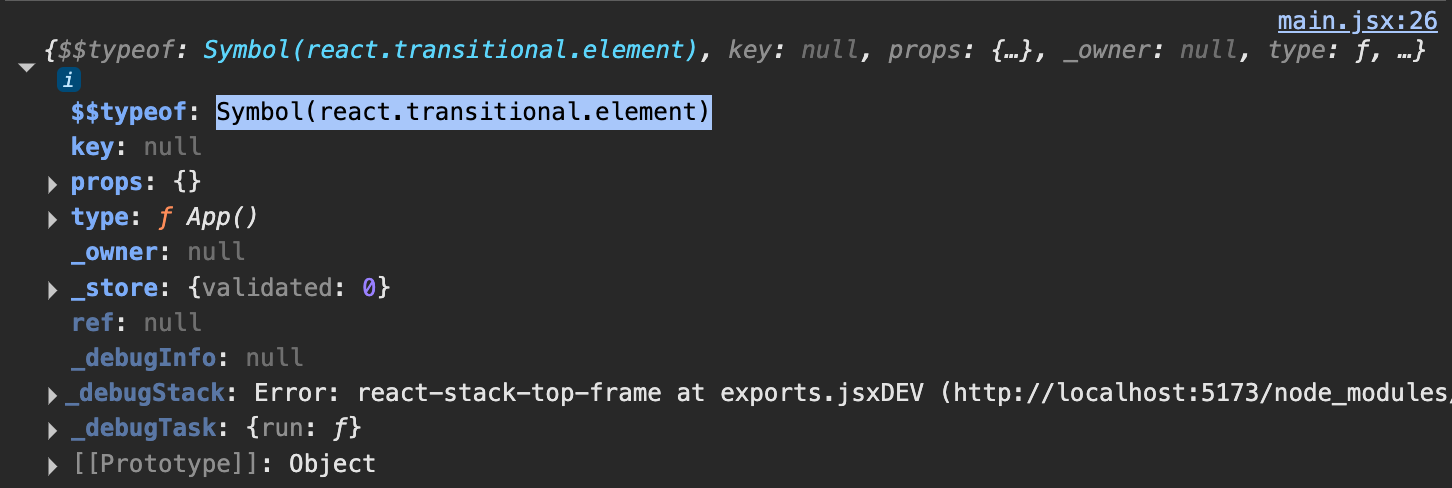 main.jsx:26
{$$typeof: Symbol(react.transitional.element), key: null, props: {…}, _owner: null, type: ƒ, …}
i
$$typeof: Symbol(react.transitional.element)
key: null
props: {}
type: ƒ App()
_owner: null
_store: {validated: 0}
ref: null
_debugInfo: null
_debugStack: Error: react-stack-top-frame at exports.jsxDEV (http://localhost:5173/node_modules/
_debugTask: {run: ƒ}
[[Prototype]]: Object